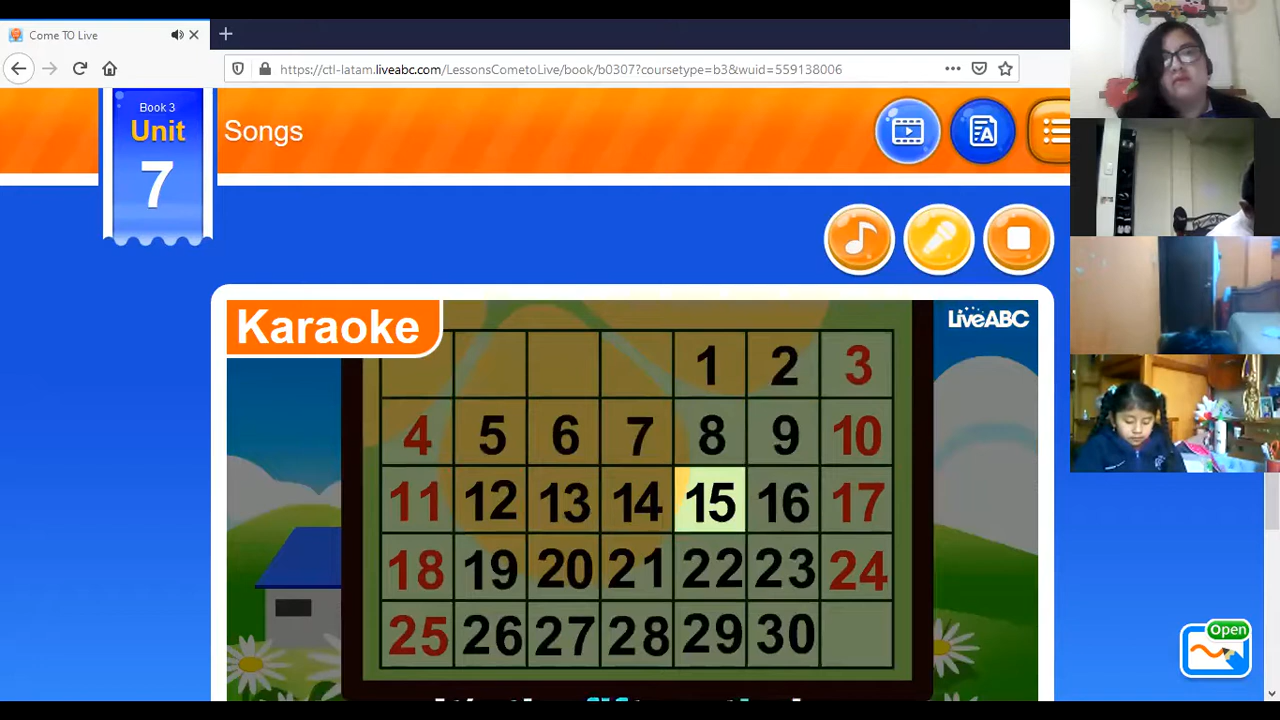 Come TO Live
https://ctl-latam.liveabc.com/LessonsCometoLive/book/b0307?coursetype=b3&wuid=559138006
Book 3
Unit
7
Songs
Karaoke
LiveABC
1 2 3
4 5 6 7 8 9 10
11 12 13 14 15 16 17
18 19 20 21 22 23 24
25 26 27 28 29 30
Open